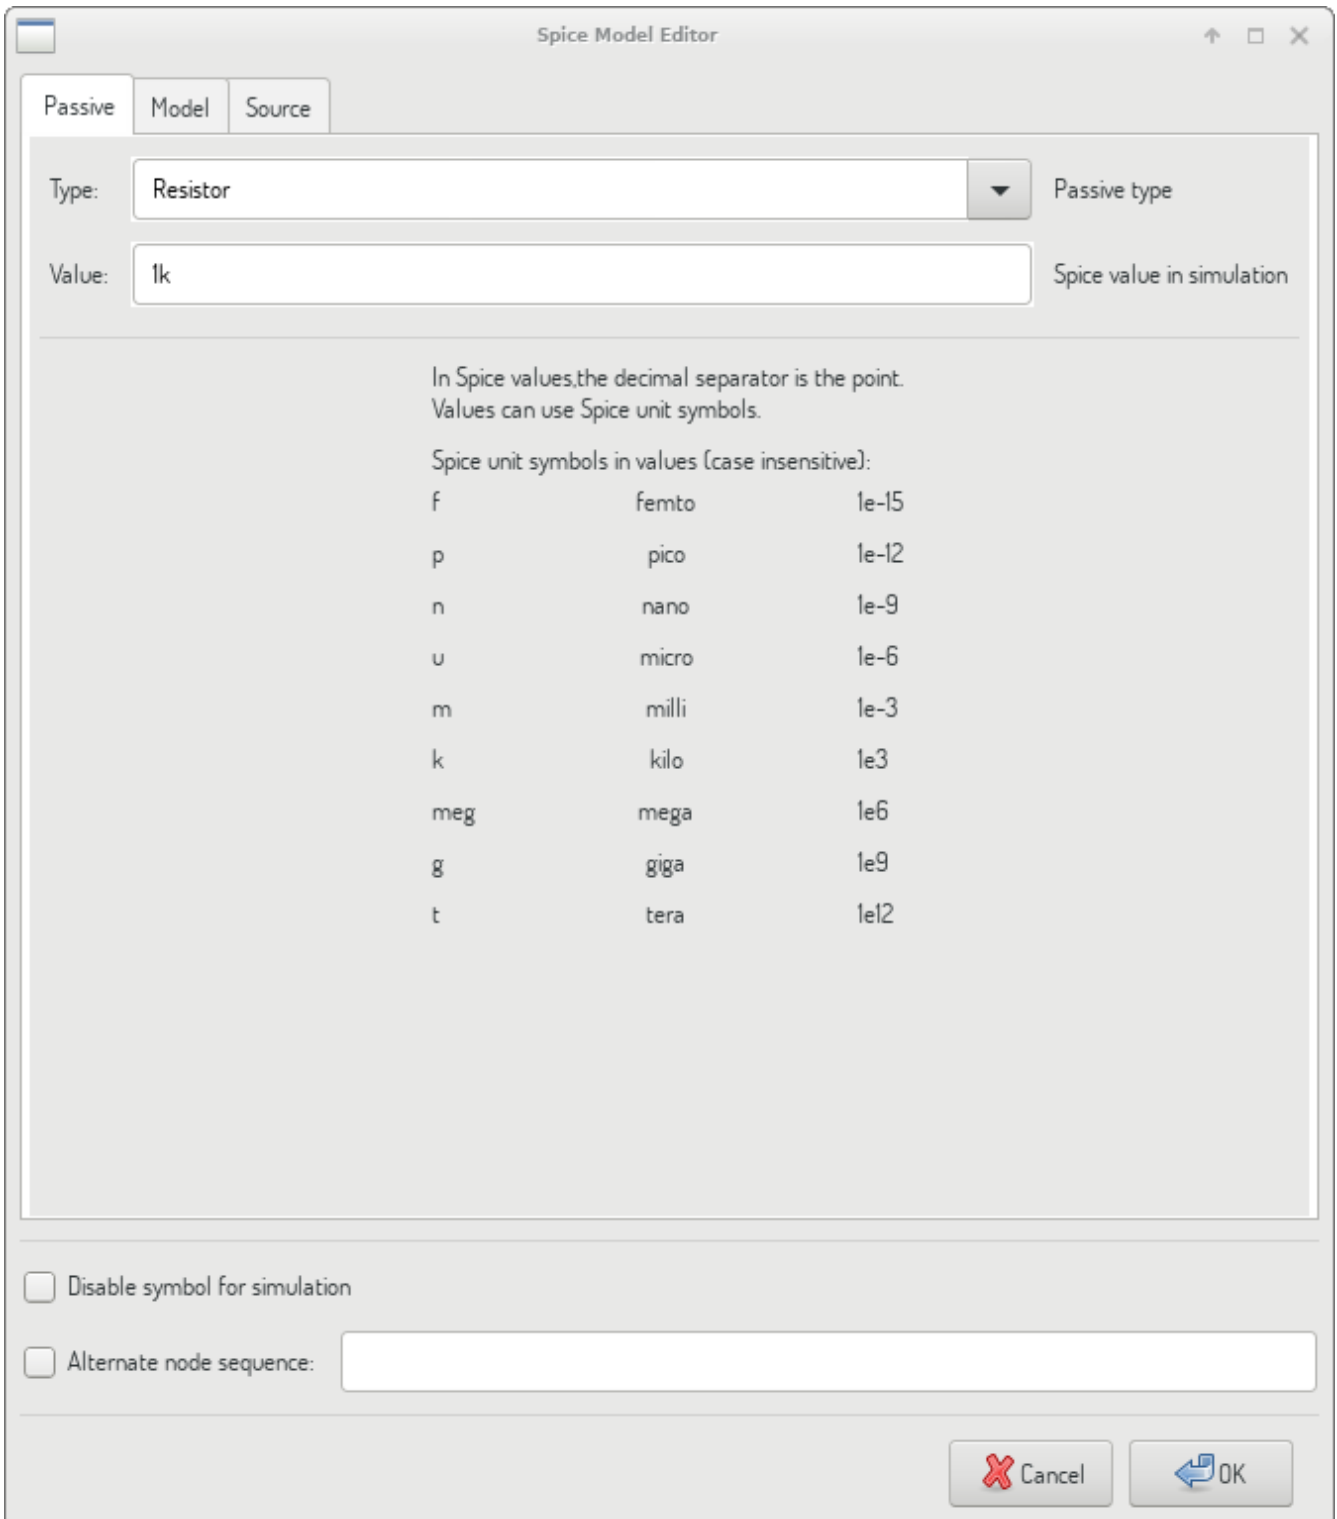 Spice Model Editor
Passive Model Source
Type: Resistor Passive type
Value: 1k Spice value in simulation
In Spice values,the decimal separator is the point.
Values can use Spice unit symbols.
Spice unit symbols in values (case insensitive):
f femto 1e-15
p pico 1e-12
n nano 1e-9
u micro 1e-6
m milli 1e-3
k kilo 1e3
meg mega 1e6
g giga 1e9
t tera 1e12
Disable symbol for simulation
Alternate node sequence:
Cancel OK